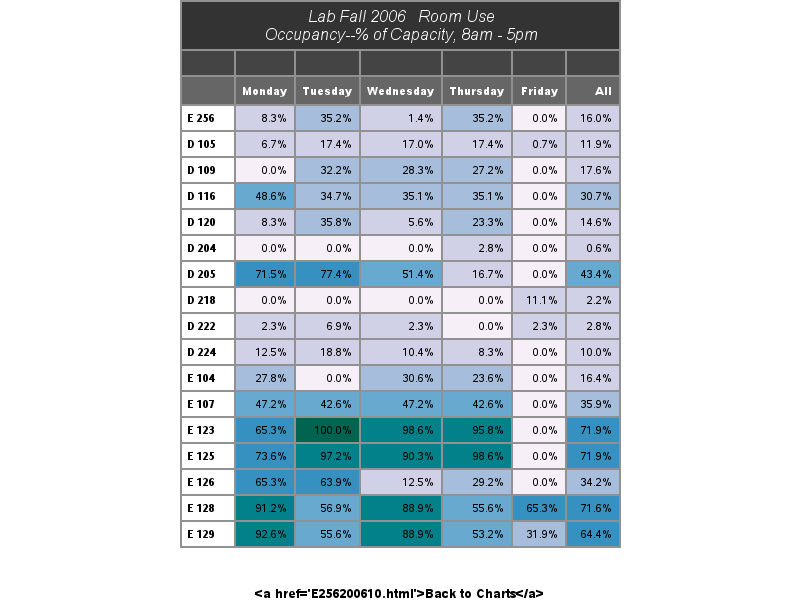 Lab Fall 2006 Room Use
Occupancy--% of Capacity, 8am - 5pm
Monday Tuesday Wednesday Thursday Friday All
E 256 8.3% 35.2% 1.4% 35.2% 0.0% 16.0%
D 105 6.7% 17.4% 17.0% 17.4% 0.7% 11.9%
D 109 0.0% 32.2% 28.3% 27.2% 0.0% 17.6%
D 116 48.6% 34.7% 35.1% 35.1% 0.0% 30.7%
D 120 8.3% 35.8% 5.6% 23.3% 0.0% 14.6%
D 204 0.0% 0.0% 0.0% 2.8% 0.0% 0.6%
D 205 71.5% 77.4% 51.4% 16.7% 0.0% 43.4%
D 218 0.0% 0.0% 0.0% 0.0% 11.1% 2.2%
D 222 2.3% 6.9% 2.3% 0.0% 2.3% 2.8%
D 224 12.5% 18.8% 10.4% 8.3% 0.0% 10.0%
E 104 27.8% 0.0% 30.6% 23.6% 0.0% 16.4%
E 107 47.2% 42.6% 47.2% 42.6% 0.0% 35.9%
E 123 65.3% 100.0% 98.6% 95.8% 0.0% 71.9%
E 125 73.6% 97.2% 90.3% 98.6% 0.0% 71.9%
E 126 65.3% 63.9% 12.5% 29.2% 0.0% 34.2%
E 128 91.2% 56.9% 88.9% 55.6% 65.3% 71.6%
E 129 92.6% 55.6% 88.9% 53.2% 31.9% 64.4%
<a href='E256200610.html'>Back to Charts</a>